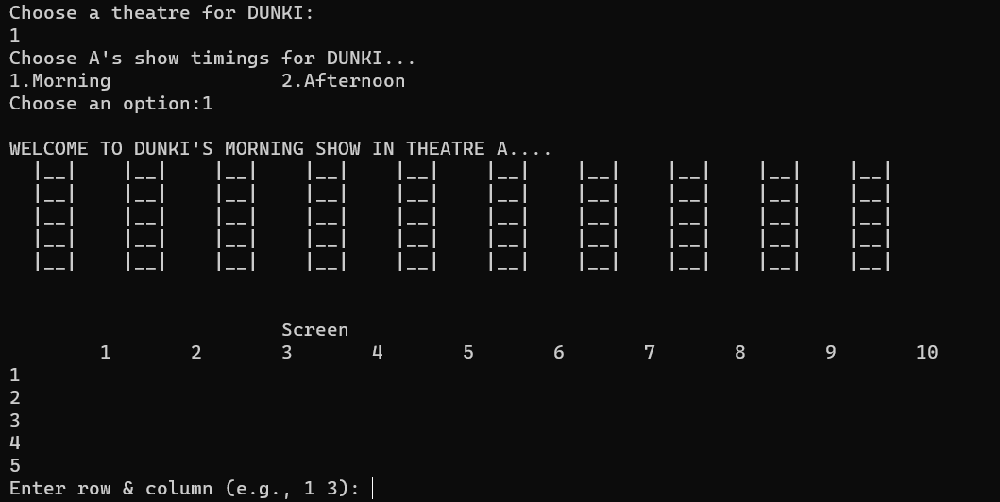 Choose a theatre for DUNKI:
1
Choose A's show timings for DUNKI...
1.Morning               2.Afternoon
Choose an option:1
WELCOME TO DUNKI'S MORNING SHOW IN THEATRE A....
  |__|    |__|    |__|    |__|    |__|    |__|    |__|    |__|    |__|    |__|
  |__|    |__|    |__|    |__|    |__|    |__|    |__|    |__|    |__|    |__|
  |__|    |__|    |__|    |__|    |__|    |__|    |__|    |__|    |__|    |__|
  |__|    |__|    |__|    |__|    |__|    |__|    |__|    |__|    |__|    |__|
  |__|    |__|    |__|    |__|    |__|    |__|    |__|    |__|    |__|    |__|
                        Screen
        1       2       3       4       5       6       7       8       9       10
1
2
3
4
5
Enter row & column (e.g., 1 3):